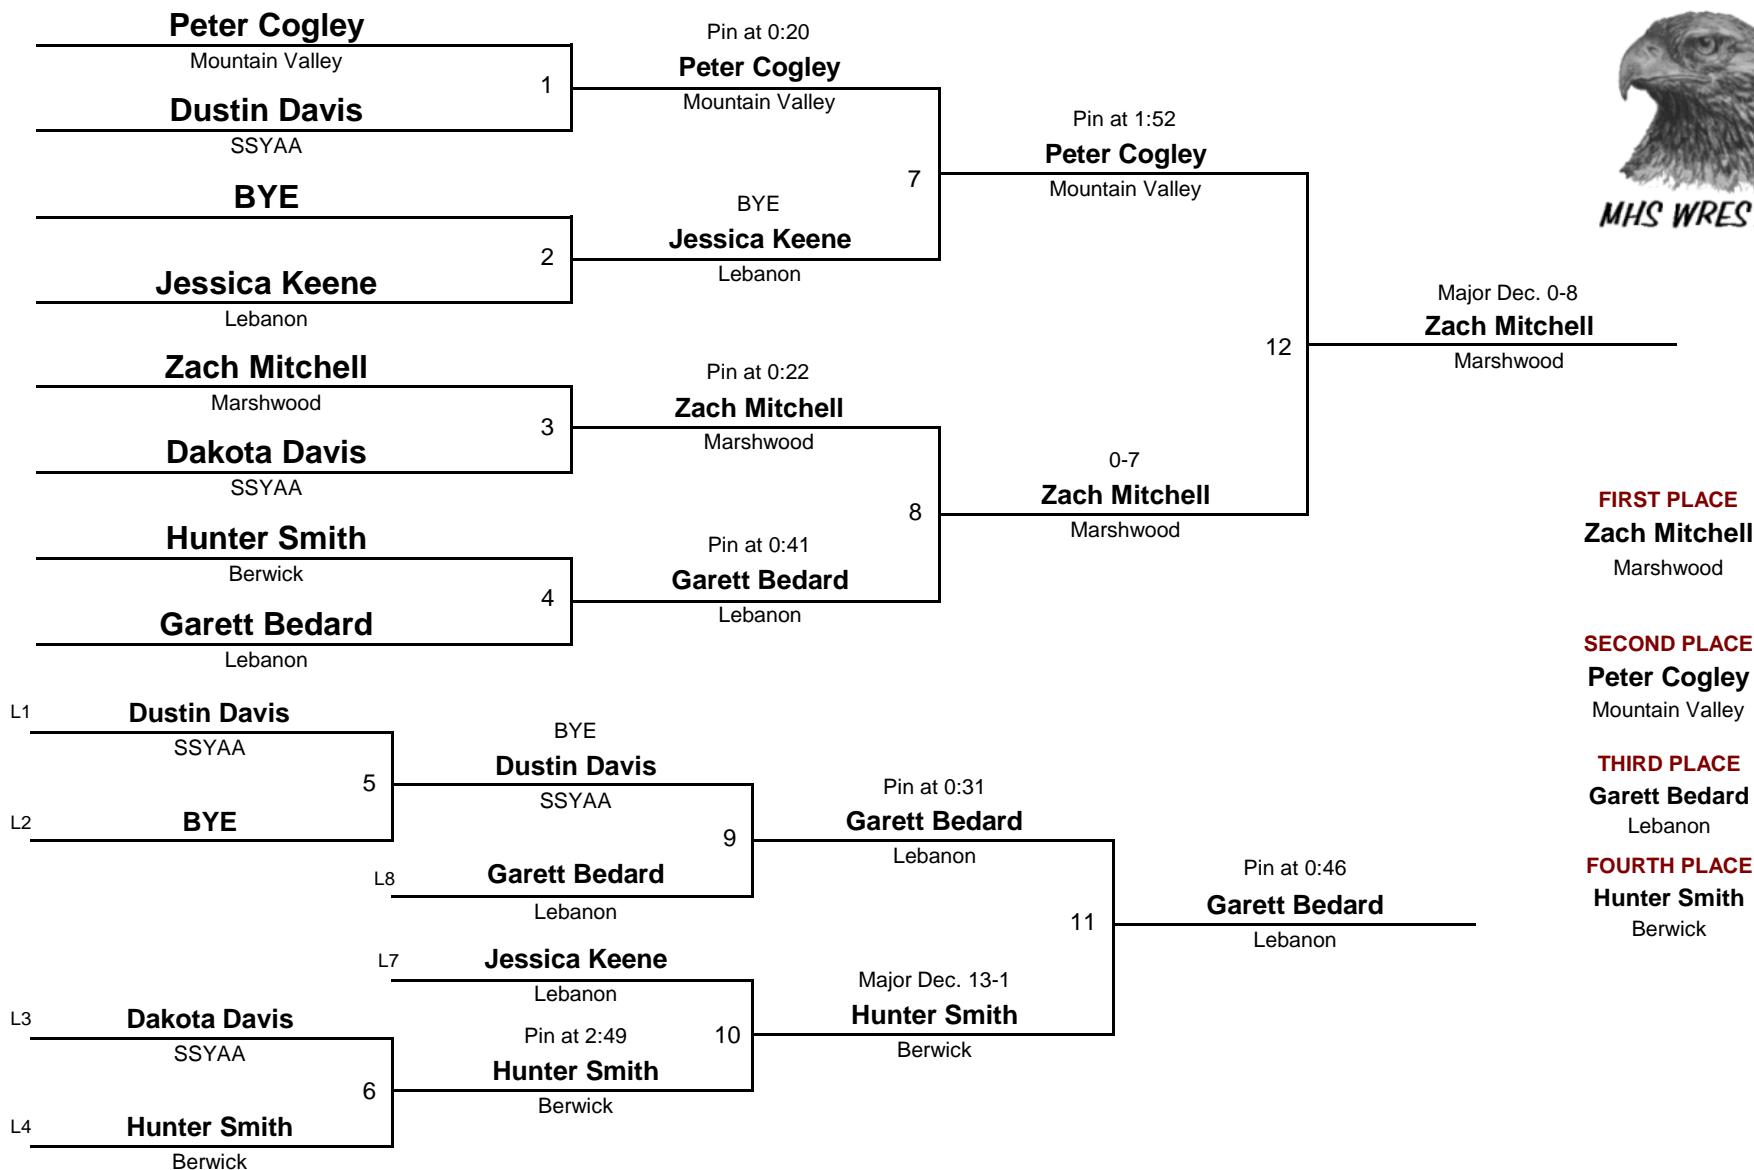 Peter Cogley
Mountain Valley
1
Dustin Davis
SSYAA
BYE
2
Jessica Keene
Lebanon
Zach Mitchell
Marshwood
3
Dakota Davis
SSYAA
Hunter Smith
Berwick
4
Garett Bedard
Lebanon
Pin at 0:20
Peter Cogley
Mountain Valley
7
BYE
Jessica Keene
Lebanon
Pin at 0:22
Zach Mitchell
Marshwood
8
Pin at 0:41
Garett Bedard
Lebanon
Pin at 1:52
Peter Cogley
Mountain Valley
12
0-7
Zach Mitchell
Marshwood
Major Dec. 0-8
Zach Mitchell
Marshwood
MHS WRES
FIRST PLACE
Zach Mitchell
Marshwood
SECOND PLACE
Peter Cogley
Mountain Valley
THIRD PLACE
Garett Bedard
Lebanon
FOURTH PLACE
Hunter Smith
Berwick
L1
Dustin Davis
SSYAA
5
L2
BYE
BYE
Dustin Davis
SSYAA
9
L8
Garett Bedard
Lebanon
L7
Jessica Keene
Lebanon
10
L3
Dakota Davis
SSYAA
6
L4
Hunter Smith
Berwick
Pin at 2:49
Hunter Smith
Berwick
Pin at 0:31
Garett Bedard
Lebanon
11
Major Dec. 13-1
Hunter Smith
Berwick
Pin at 0:46
Garett Bedard
Lebanon